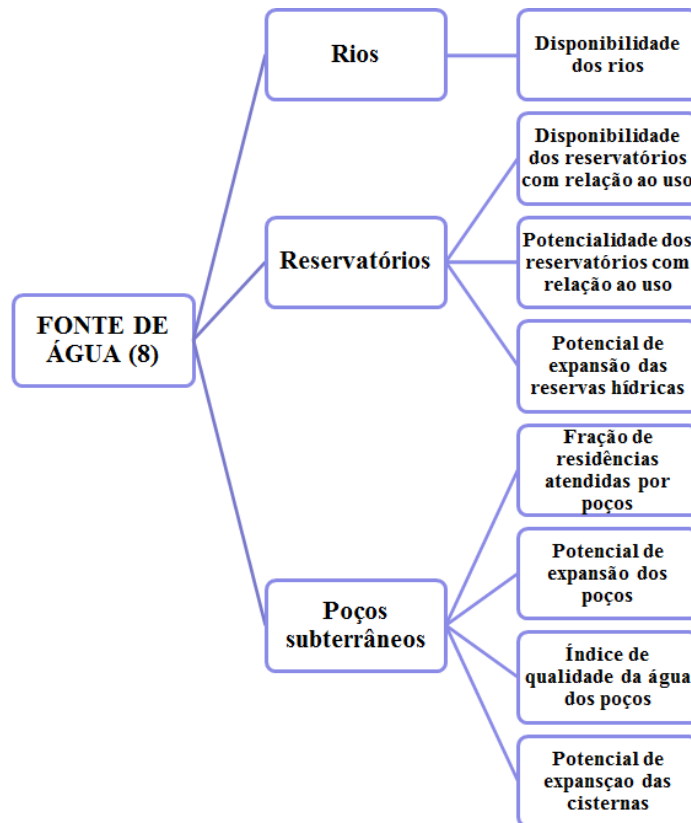 Rios
Disponibilidade
dos rios
Disponibilidade
dos reservatórios
com relação ao uso
Reservatórios
Potencialidade dos
reservatórios com
relação ao uso
FONTE DE
ÁGUA (8)
Potencial de
expansão das
reservas hídricas
Fração de
residências
atendidas por
poços
Potencial de
expansão dos
poços
Poços
subterrâneos
Índice de
qualidade da água
dos poços
Potencial de
expansçao das
cisternas